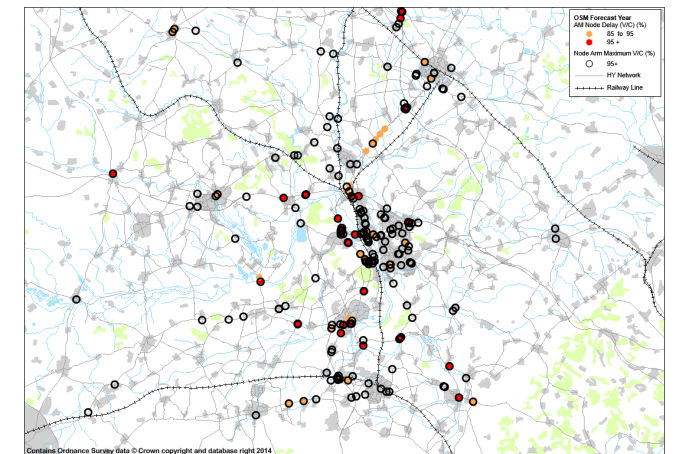 OSM Forecast Year
AM Node Delay (V/C) (%)
85 to 95
95 +
Node Arm Maximum V/C (%)
95+
HY Network
Railway Line
Contains Ordnance Survey data © Crown copyright and database right 2014